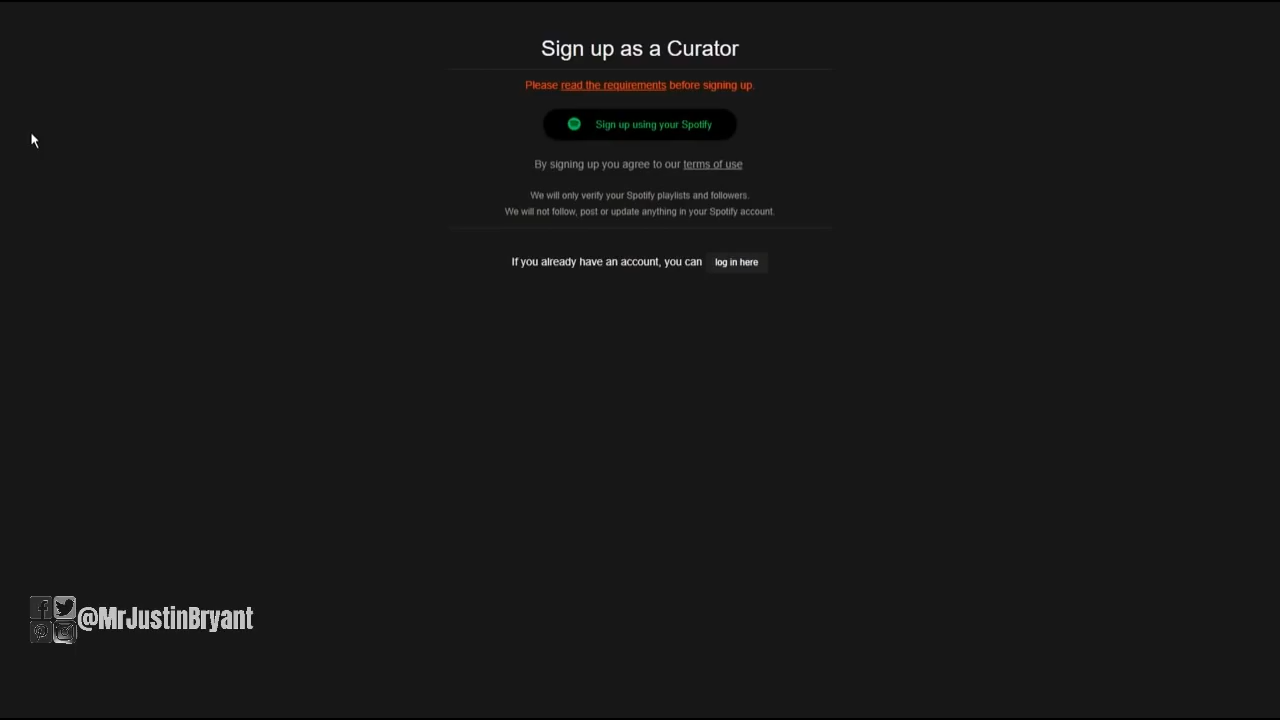 Sign up as a Curator
Please read the requirements before signing up.
Sign up using your Spotify
By signing up you agree to our terms of use
We will only verify your Spotify playlists and followers.
We will not follow, post or update anything in your Spotify account.
If you already have an account, you can log in here
@MrJustinBryant